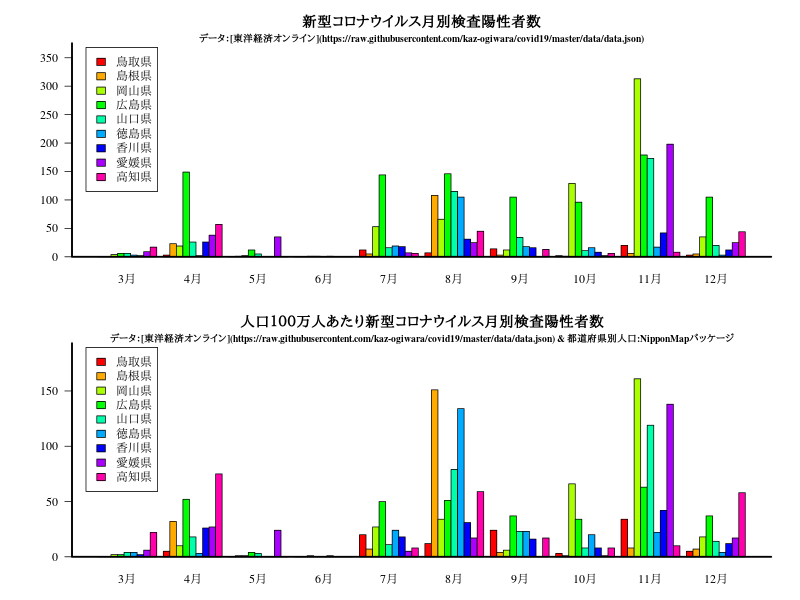 新型コロナウイルス月別検査陽性者数
データ:[東洋経済オンライン](https://raw.githubusercontent.com/kaz-ogiwara/covid19/master/data/data.json)
350
300
250
200
150
100
50
0
鳥取県
島根県
岡山県
広島県
山口県
徳島県
香川県
愛媛県
高知県
3月 4月 5月 6月 7月 8月 9月 10月 11月 12月
人口100万人あたり新型コロナウイルス月別検査陽性者数
データ:[東洋経済オンライン](https://raw.githubusercontent.com/kaz-ogiwara/covid19/master/data/data.json) & 都道府県別人口:NipponMapパッケージ
150
100
50
0
鳥取県
島根県
岡山県
広島県
山口県
徳島県
香川県
愛媛県
高知県
3月 4月 5月 6月 7月 8月 9月 10月 11月 12月